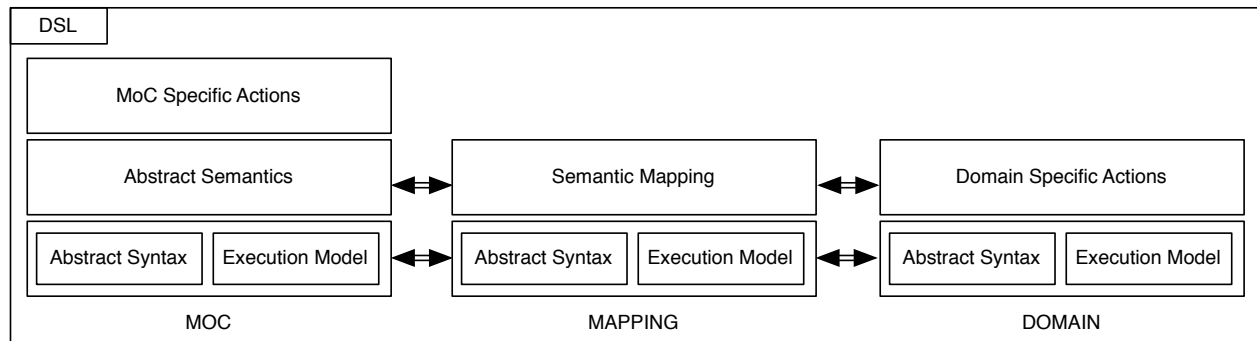 DSL
MoC Specific Actions
Abstract Semantics
Semantic Mapping
Domain Specific Actions
Abstract Syntax
Execution Model
Abstract Syntax
Execution Model
Abstract Syntax
Execution Model
MOC
MAPPING
DOMAIN